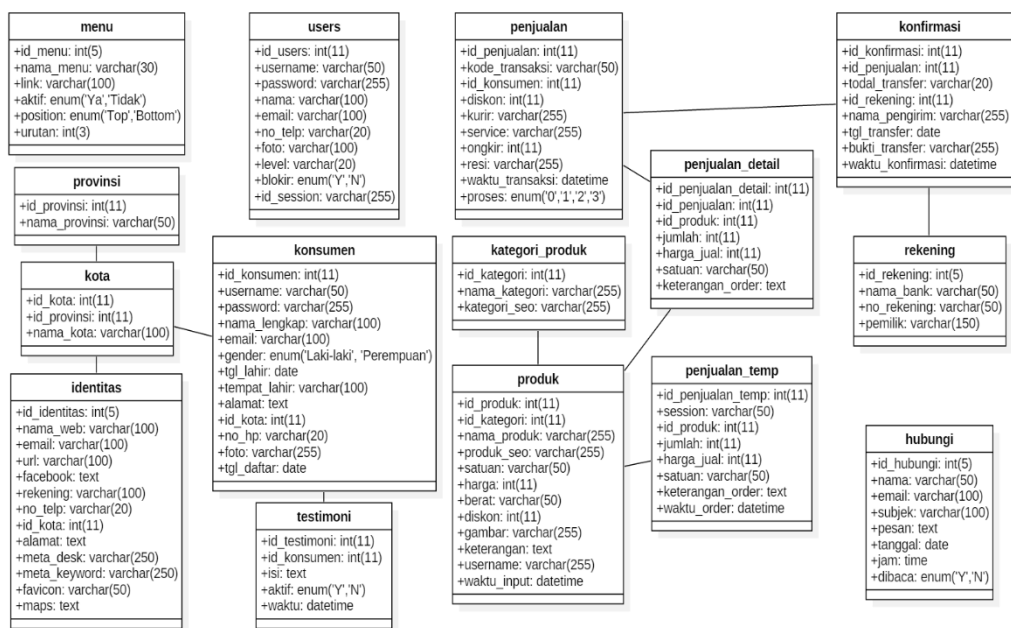 menu
+id_menu: int(5)
+nama_menu: varchar(30)
+link: varchar(100)
+aktif: enum('Ya','Tidak')
+position: enum('Top','Bottom')
+urutan: int(3)
users
+id_users: int(11)
+username: varchar(50)
+password: varchar(255)
+nama: varchar(100)
+email: varchar(100)
+no_telp: varchar(20)
+foto: varchar(100)
+level: varchar(20)
+blokir: enum('Y','N')
+id_session: varchar(255)
penjualan
+id_penjualan: int(11)
+kode_transaksi: varchar(50)
+id_konsumen: int(11)
+diskon: int(11)
+kurir: varchar(255)
+service: varchar(255)
+ongkir: int(11)
+resi: varchar(255)
+waktu_transaksi: datetime
+proses: enum('0','1','2','3')
konfirmasi
+id_konfirmasi: int(11)
+id_penjualan: int(11)
+todal_transfer: varchar(20)
+id_rekening: int(11)
+nama_pengirim: varchar(255)
+tgl_transfer: date
+bukti_transfer: varchar(255)
+waktu_konfirmasi: datetime
provinsi
+id_provinsi: int(11)
+nama_provinsi: varchar(50)
penjualan_detail
+id_penjualan_detail: int(11)
+id_penjualan: int(11)
+id_produk: int(11)
+jumlah: int(11)
+harga_jual: int(11)
+satuan: varchar(50)
+keterangan_order: text
kota
+id_kota: int(11)
+id_provinsi: int(11)
+nama_kota: varchar(100)
konsumen
+id_konsumen: int(11)
+username: varchar(50)
+password: varchar(255)
+nama_lengkap: varchar(100)
+email: varchar(100)
+gender: enum('Laki-laki', 'Perempuan')
+tgl_lahir: date
+tempat_lahir: varchar(100)
+alamat: text
+id_kota: int(11)
+no_hp: varchar(20)
+foto: varchar(255)
+tgl_daftar: date
kategori_produk
+id_kategori: int(11)
+nama_kategori: varchar(255)
+kategori_seo: varchar(255)
rekening
+id_rekening: int(5)
+nama_bank: varchar(50)
+no_rekening: varchar(50)
+pemilik: varchar(150)
identitas
+id_identitas: int(5)
+nama_web: varchar(100)
+email: varchar(100)
+url: varchar(100)
+facebook: text
+rekening: varchar(100)
+no_telp: varchar(20)
+id_kota: int(11)
+alamat: text
+meta_desk: varchar(250)
+meta_keyword: varchar(250)
+favicon: varchar(50)
+maps: text
produk
+id_produk: int(11)
+id_kategori: int(11)
+nama_produk: varchar(255)
+produk_seo: varchar(255)
+satuan: varchar(50)
+harga: int(11)
+berat: varchar(50)
+diskon: int(11)
+gambar: varchar(255)
+keterangan: text
+username: varchar(255)
+waktu_input: datetime
penjualan_temp
+id_penjualan_temp: int(11)
+session: varchar(50)
+id_produk: int(11)
+jumlah: int(11)
+harga_jual: int(11)
+satuan: varchar(50)
+keterangan_order: text
+waktu_order: datetime
hubungi
+id_hubungi: int(5)
+nama: varchar(50)
+email: varchar(100)
+subjek: varchar(100)
+pesan: text
+tanggal: date
+jam: time
+dibaca: enum('Y','N')
testimoni
+id_testimoni: int(11)
+id_konsumen: int(11)
+isi: text
+aktif: enum('Y','N')
+waktu: datetime